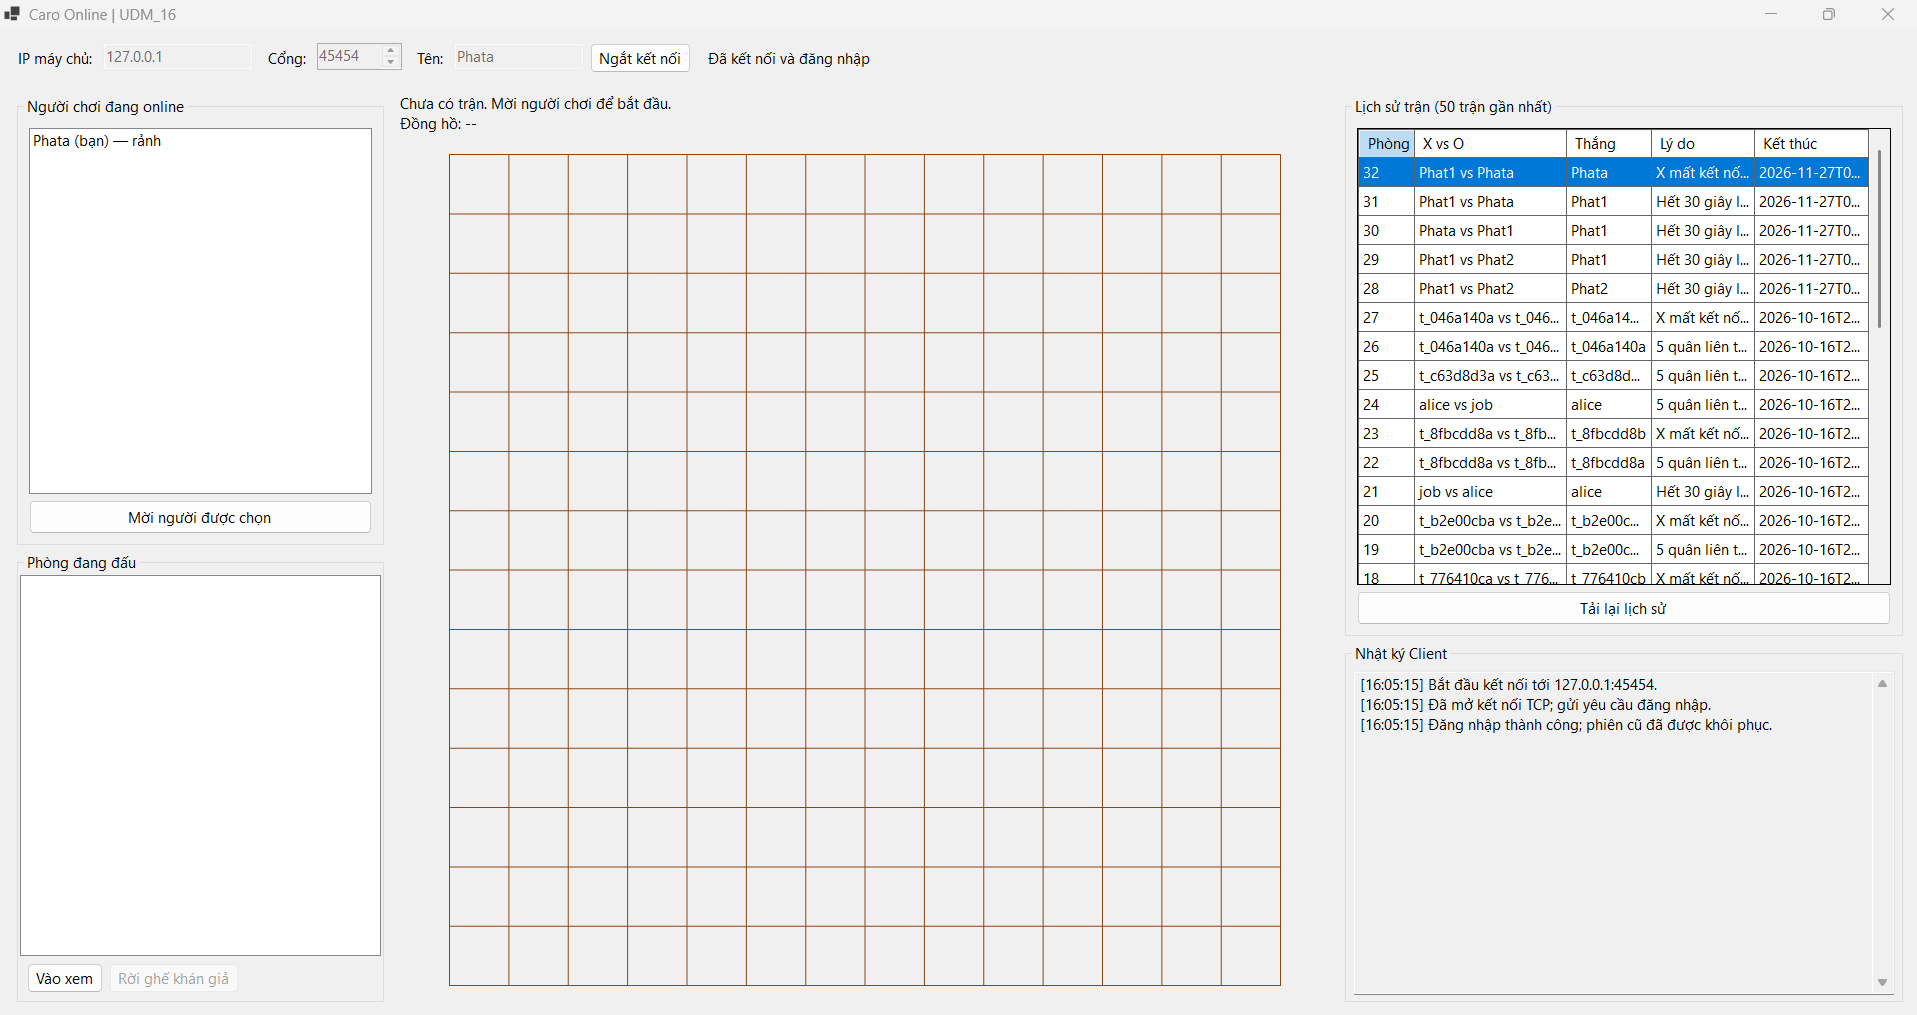 Caro Online | UDM_16
IP máy chủ: 127.0.0.1 Cổng: 45454 Tên: Phata Ngắt kết nối Đã kết nối và đăng nhập
Người chơi đang online
Phata (bạn) — rảnh
Mời người được chọn
Phòng đang đấu
Vào xem Rời ghế khán giả
Chưa có trận. Mời người chơi để bắt đầu.
Đồng hồ: --
Lịch sử trận (50 trận gần nhất)
Phòng X vs O Thắng Lý do Kết thúc
32 Phat1 vs Phata Phata X mất kết nố... 2026-11-27T0...
31 Phat1 vs Phata Phat1 Hết 30 giây l... 2026-11-27T0...
30 Phata vs Phat1 Phat1 Hết 30 giây l... 2026-11-27T0...
29 Phat1 vs Phat2 Phat1 Hết 30 giây l... 2026-11-27T0...
28 Phat1 vs Phat2 Phat2 Hết 30 giây l... 2026-11-27T0...
27 t_046a140a vs t_046... t_046a14... X mất kết nố... 2026-10-16T2...
26 t_046a140a vs t_046... t_046a140a 5 quân liên t... 2026-10-16T2...
25 t_c63d8d3a vs t_c63... t_c63d8d... 5 quân liên t... 2026-10-16T2...
24 alice vs job alice 5 quân liên t... 2026-10-16T2...
23 t_8fbcdd8a vs t_8fb... t_8fbcdd8b X mất kết nố... 2026-10-16T2...
22 t_8fbcdd8a vs t_8fb... t_8fbcdd8a 5 quân liên t... 2026-10-16T2...
21 job vs alice alice Hết 30 giây l... 2026-10-16T2...
20 t_b2e00cba vs t_b2e... t_b2e00c... X mất kết nố... 2026-10-16T2...
19 t_b2e00cba vs t_b2e... t_b2e00c... 5 quân liên t... 2026-10-16T2...
18 t_776410ca vs t_776... t_776410cb X mất kết nố... 2026-10-16T2...
Tải lại lịch sử
Nhật ký Client
[16:05:15] Bắt đầu kết nối tới 127.0.0.1:45454.
[16:05:15] Đã mở kết nối TCP; gửi yêu cầu đăng nhập.
[16:05:15] Đăng nhập thành công; phiên cũ đã được khôi phục.